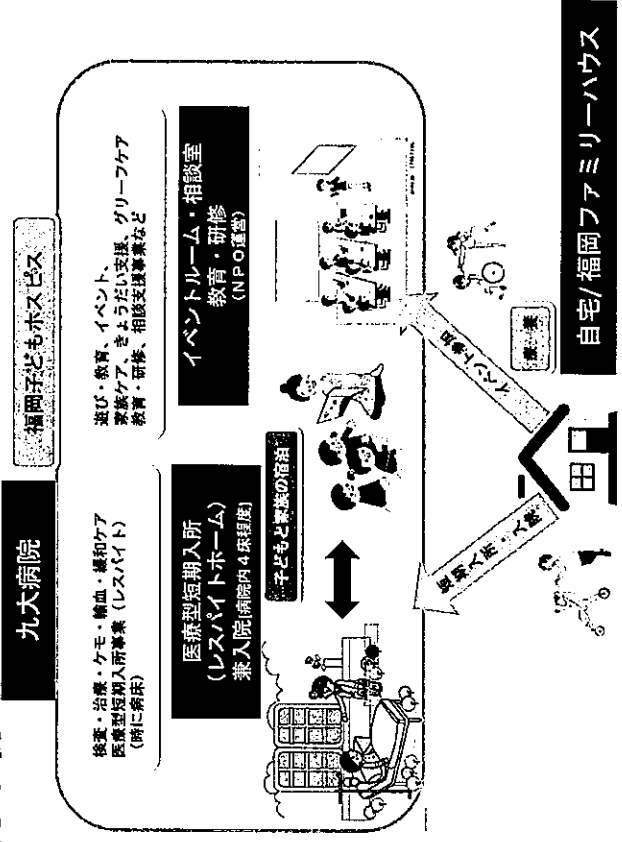 九大病院
福岡子どもホスピス
検査・治療・ケモ・輸血・緩和ケア
医療型短期入所事業(レスパイト)
(時に病床)
遊び・教育、イベント、
家族ケア、きょうだい支援、グリーフケア
教育・研修、相談支援事業など
医療型短期入所
(レスパイトホーム)
兼入院[病院内4床程度]
イベントルーム・相談室
教育・研修
(NPO運営)
子どもと家族の宿泊
短期入所・入院
イベント参加
自宅/福岡ファミリーハウス